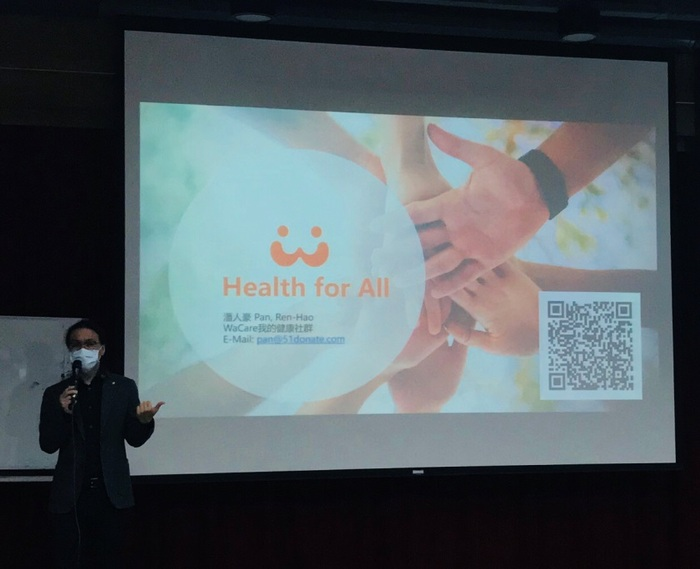 Health for All
潘人豪 Pan, Ren-Hao
WaCare我的健康社群
E-Mail: pan@51donate.com